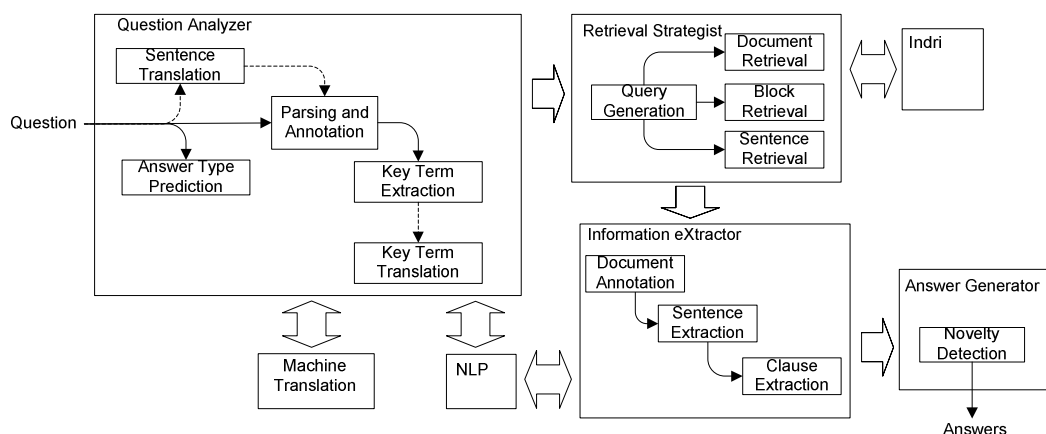 Question Analyzer
Sentence
Translation
Question
Parsing and
Annotation
Answer Type
Prediction
Key Term
Extraction
Key Term
Translation
Machine
Translation
NLP
Retrieval Strategist
Document
Retrieval
Query
Generation
Block
Retrieval
Sentence
Retrieval
Indri
Information eXtractor
Document
Annotation
Sentence
Extraction
Clause
Extraction
Answer Generator
Novelty
Detection
Answers